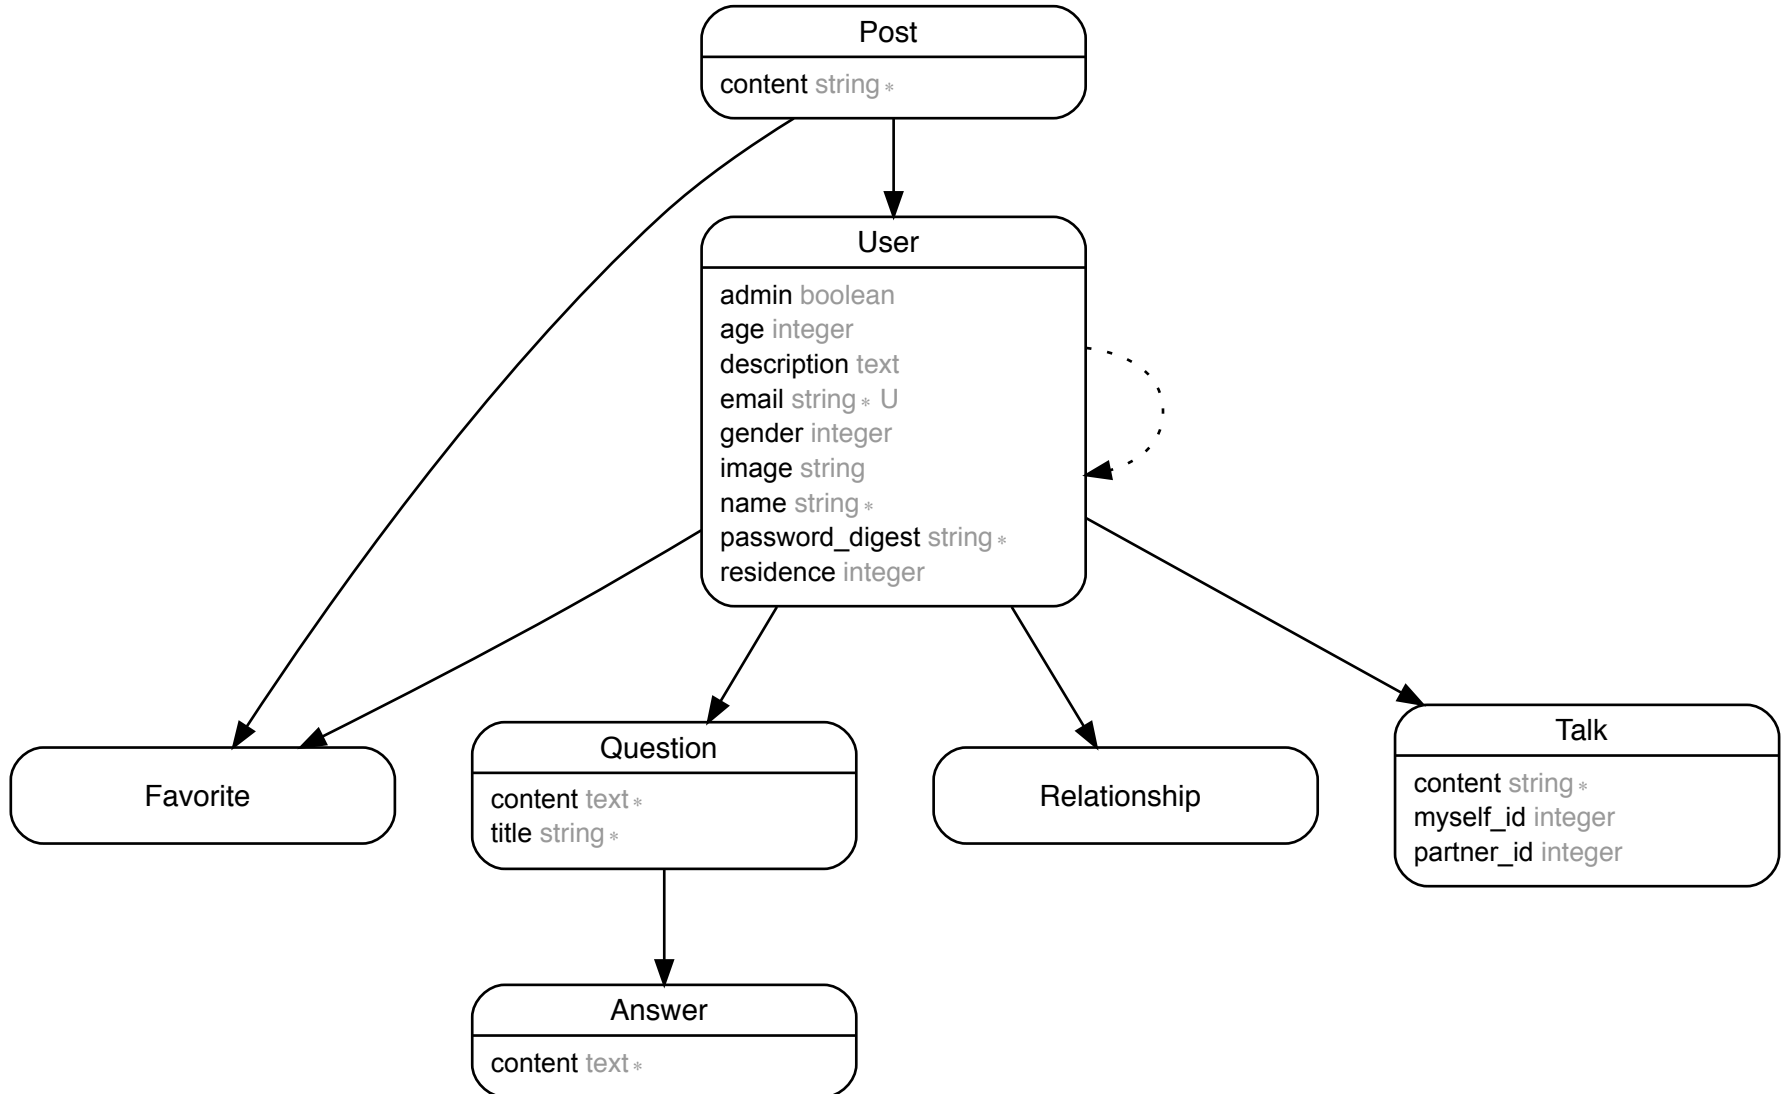 Post
content string *
User
admin boolean
age integer
description text
email string * U
gender integer
image string
name string *
password_digest string *
residence integer
Favorite
Question
content text *
title string *
Relationship
Talk
content string *
myself_id integer
partner_id integer
Answer
content text *